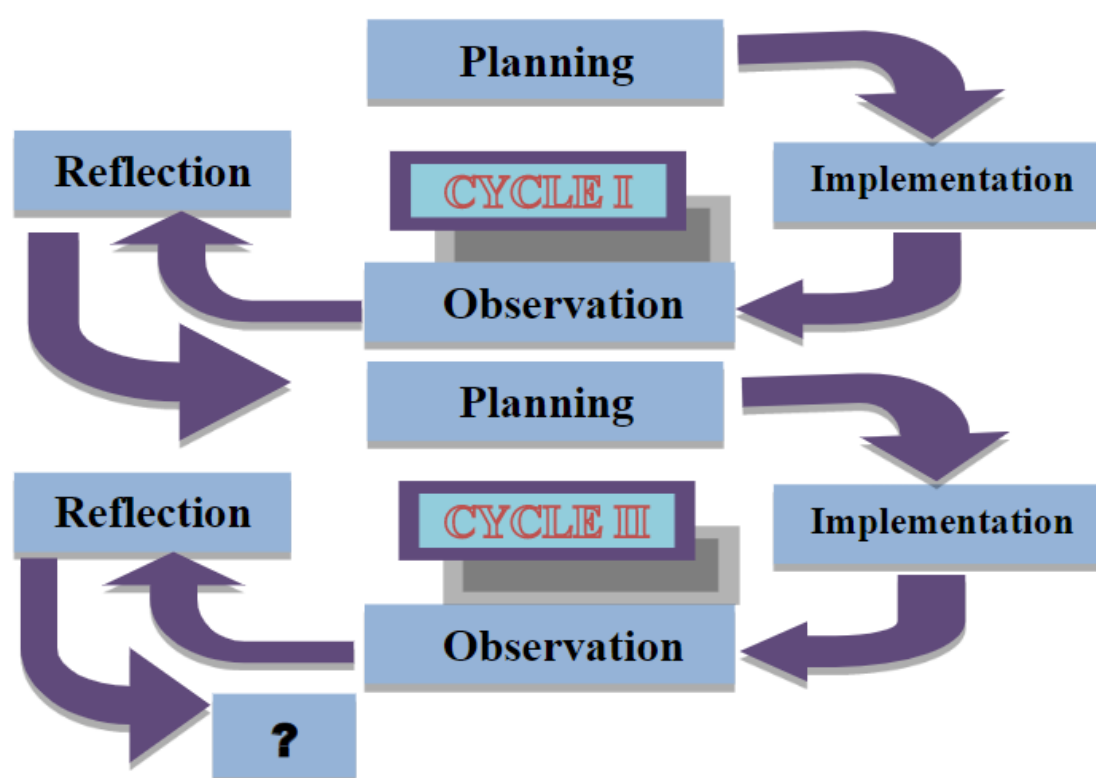 Planning
Reflection
CYCLE I
Implementation
Observation
Planning
Reflection
CYCLE II
Implementation
Observation
?